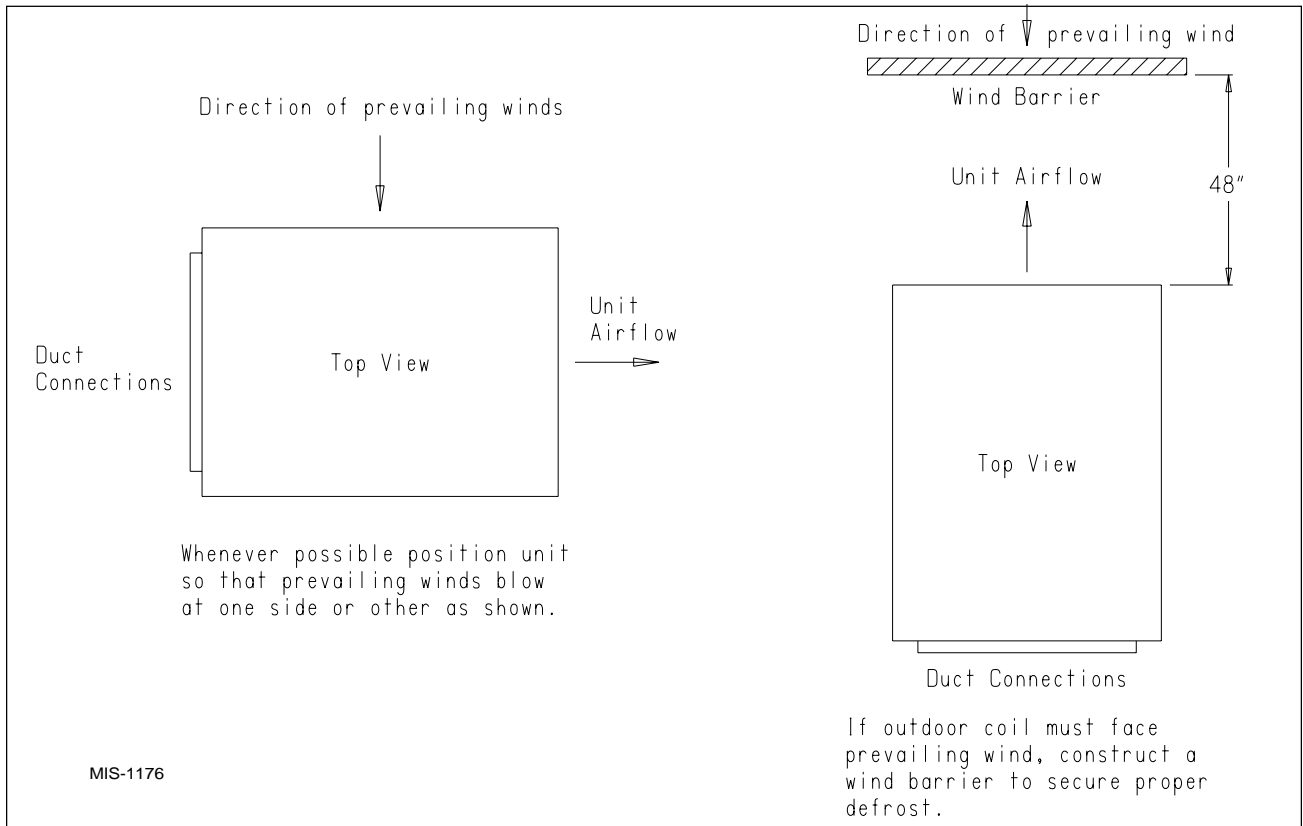 Direction of prevailing winds
Duct
Connections
Top View
Unit
Airflow
Whenever possible position unit
so that prevailing winds blow
at one side or other as shown.
MIS-1176
Direction of prevailing wind
Wind Barrier
Unit Airflow
48"
Top View
Duct Connections
If outdoor coil must face
prevailing wind, construct a
wind barrier to secure proper
defrost.